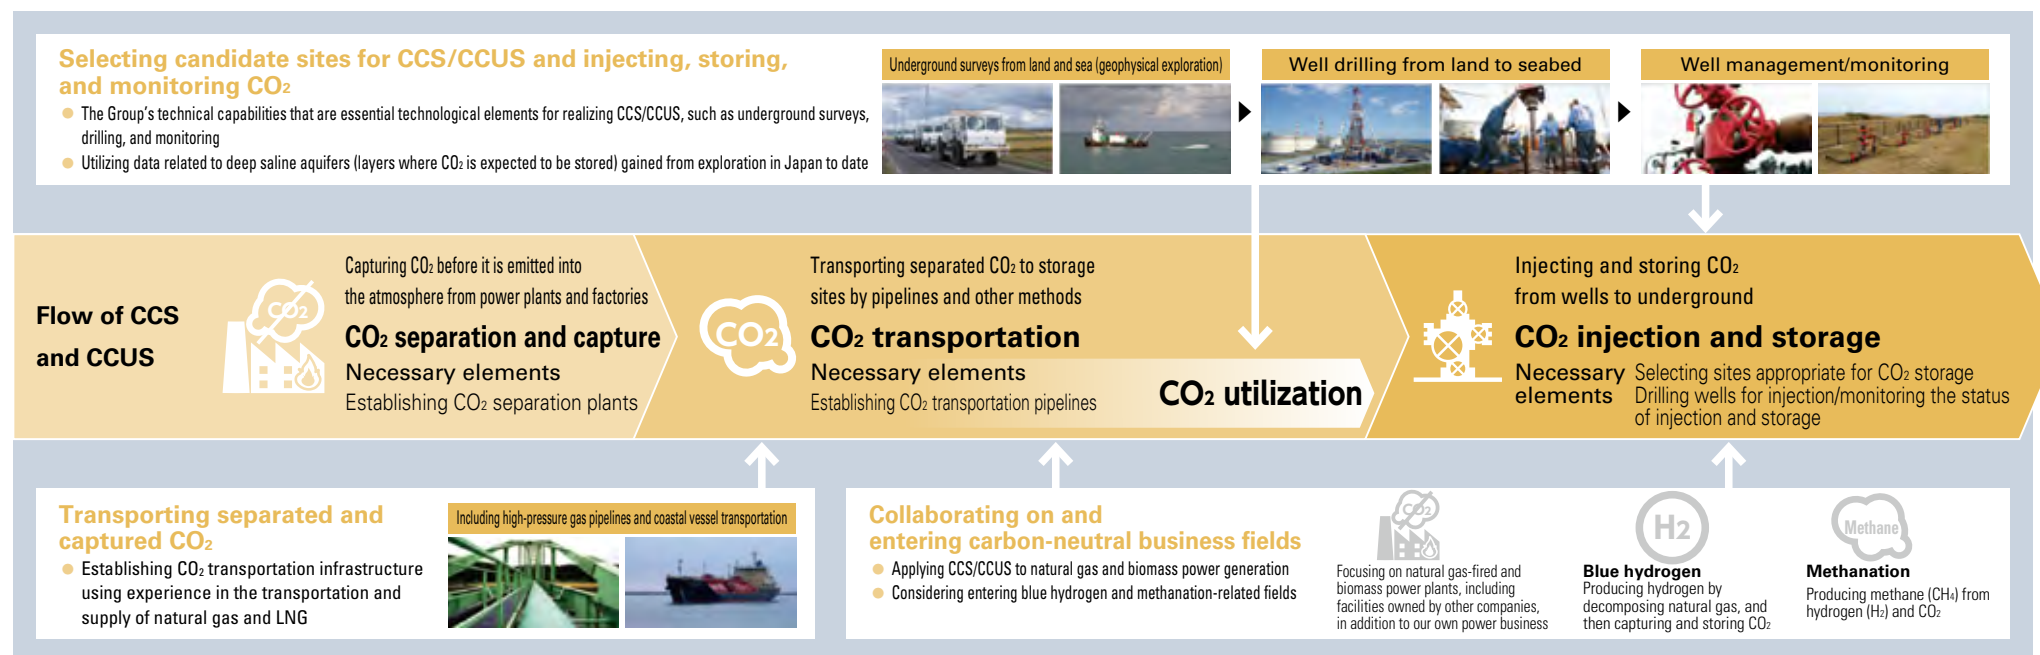 Selecting candidate sites for CCS/CCUS and injecting, storing,
and monitoring CO2
● The Group's technical capabilities that are essential technological elements for realizing CCS/CCUS, such as underground surveys,
drilling, and monitoring
● Utilizing data related to deep saline aquifers (layers where CO2 is expected to be stored) gained from exploration in Japan to date
Underground surveys from land and sea (geophysical exploration)
Well drilling from land to seabed
Well management/monitoring
Flow of CCS
and CCUS
CO2
Capturing CO2 before it is emitted into
the atmosphere from power plants and factories
CO2 separation and capture
Necessary elements
Establishing CO2 separation plants
CO2
Transporting separated CO2 to storage
sites by pipelines and other methods
CO2 transportation
Necessary elements
Establishing CO2 transportation pipelines
CO2 utilization
Injecting and storing CO2
from wells to underground
CO2 injection and storage
Necessary
elements
Selecting sites appropriate for CO2 storage
Drilling wells for injection/monitoring the status
of injection and storage
Transporting separated and
captured CO2
● Establishing CO2 transportation infrastructure
using experience in the transportation and
supply of natural gas and LNG
Including high-pressure gas pipelines and coastal vessel transportation
Collaborating on and
entering carbon-neutral business fields
● Applying CCS/CCUS to natural gas and biomass power generation
● Considering entering blue hydrogen and methanation-related fields
CO2
Focusing on natural gas-fired and
biomass power plants, including
facilities owned by other companies,
in addition to our own power business
H2
Blue hydrogen
Producing hydrogen by
decomposing natural gas, and
then capturing and storing CO2
Methane
Methanation
Producing methane (CH4) from
hydrogen (H2) and CO2